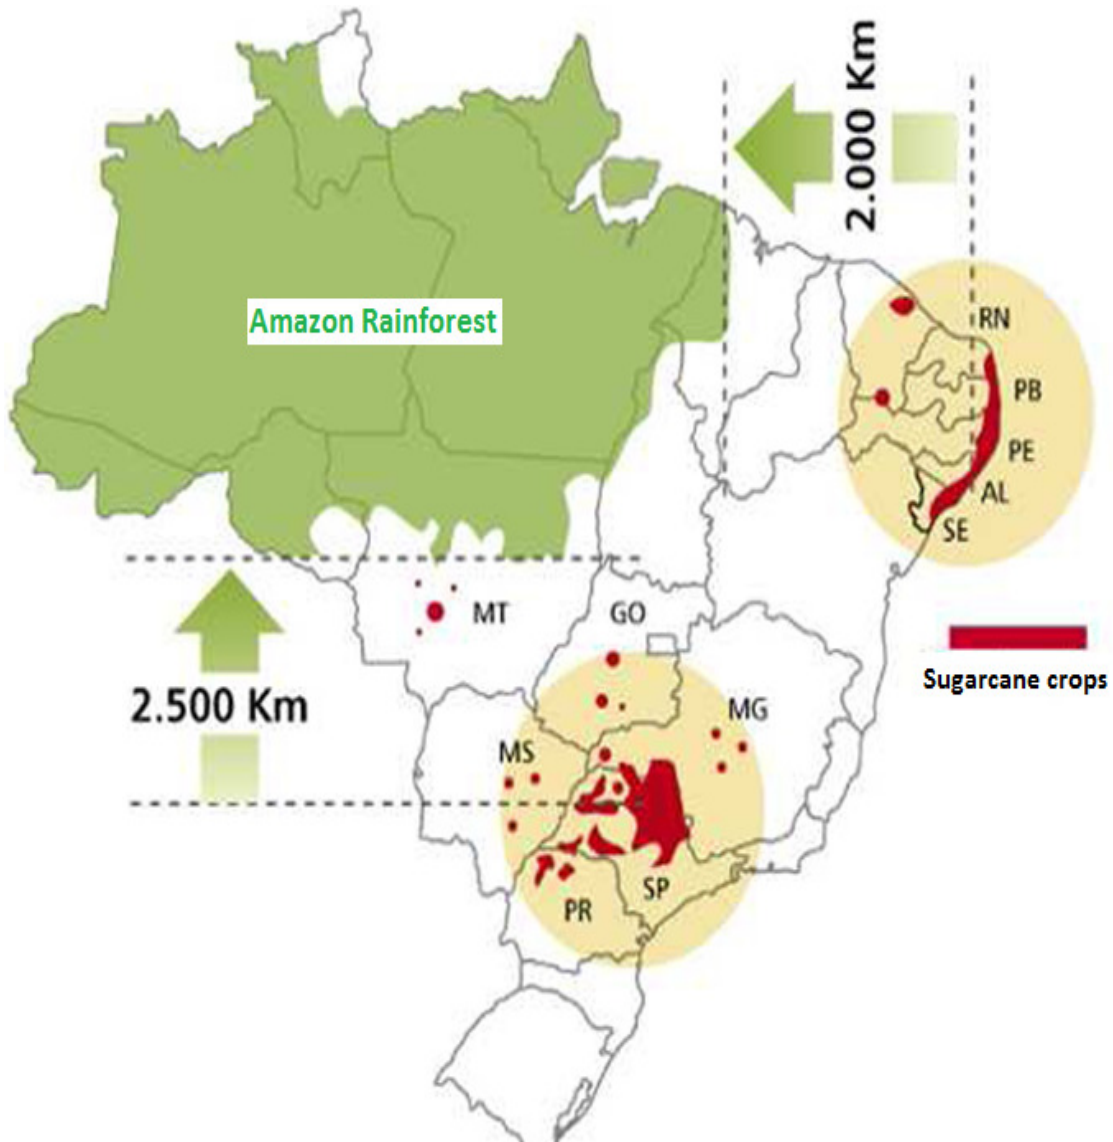 2.000 Km
Amazon Rainforest
RN
PB
PE
AL
SE
MT
GO
Sugarcane crops
2.500 Km
MG
MS
SP
PR